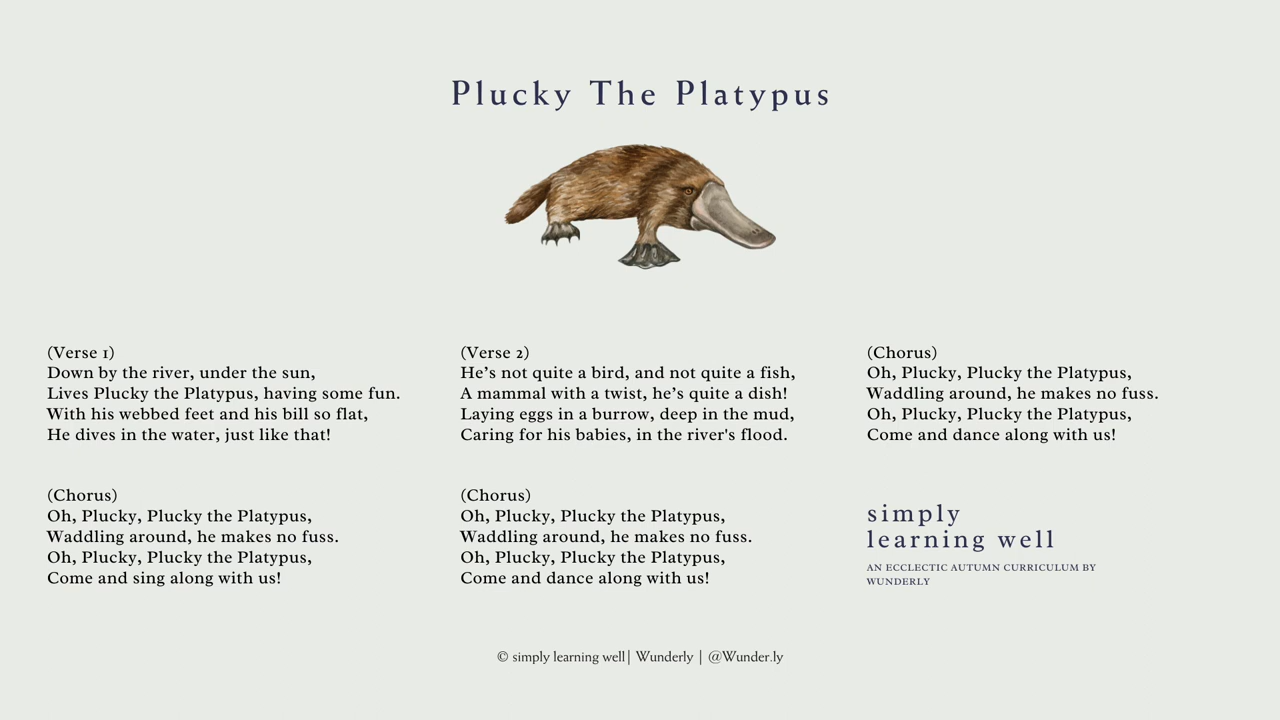 Plucky The Platypus
(Verse 1)
Down by the river, under the sun,
Lives Plucky the Platypus, having some fun.
With his webbed feet and his bill so flat,
He dives in the water, just like that!
(Chorus)
Oh, Plucky, Plucky the Platypus,
Waddling around, he makes no fuss.
Oh, Plucky, Plucky the Platypus,
Come and sing along with us!
(Verse 2)
He’s not quite a bird, and not quite a fish,
A mammal with a twist, he’s quite a dish!
Laying eggs in a burrow, deep in the mud,
Caring for his babies, in the river's flood.
(Chorus)
Oh, Plucky, Plucky the Platypus,
Waddling around, he makes no fuss.
Oh, Plucky, Plucky the Platypus,
Come and dance along with us!
(Chorus)
Oh, Plucky, Plucky the Platypus,
Waddling around, he makes no fuss.
Oh, Plucky, Plucky the Platypus,
Come and dance along with us!
simply
learning well
AN ECCLECTIC AUTUMN CURRICULUM BY
WUNDERLY
© simply learning well| Wunderly | @Wunder.ly